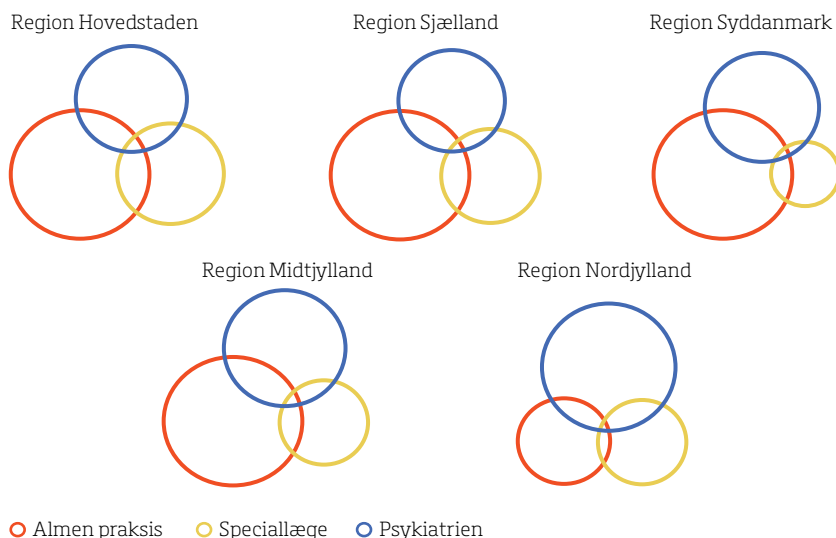 Region Hovedstaden
Region Sjælland
Region Syddanmark
Region Midtjylland
Region Nordjylland
Almen praksis
Speciallæge
Psykiatrien